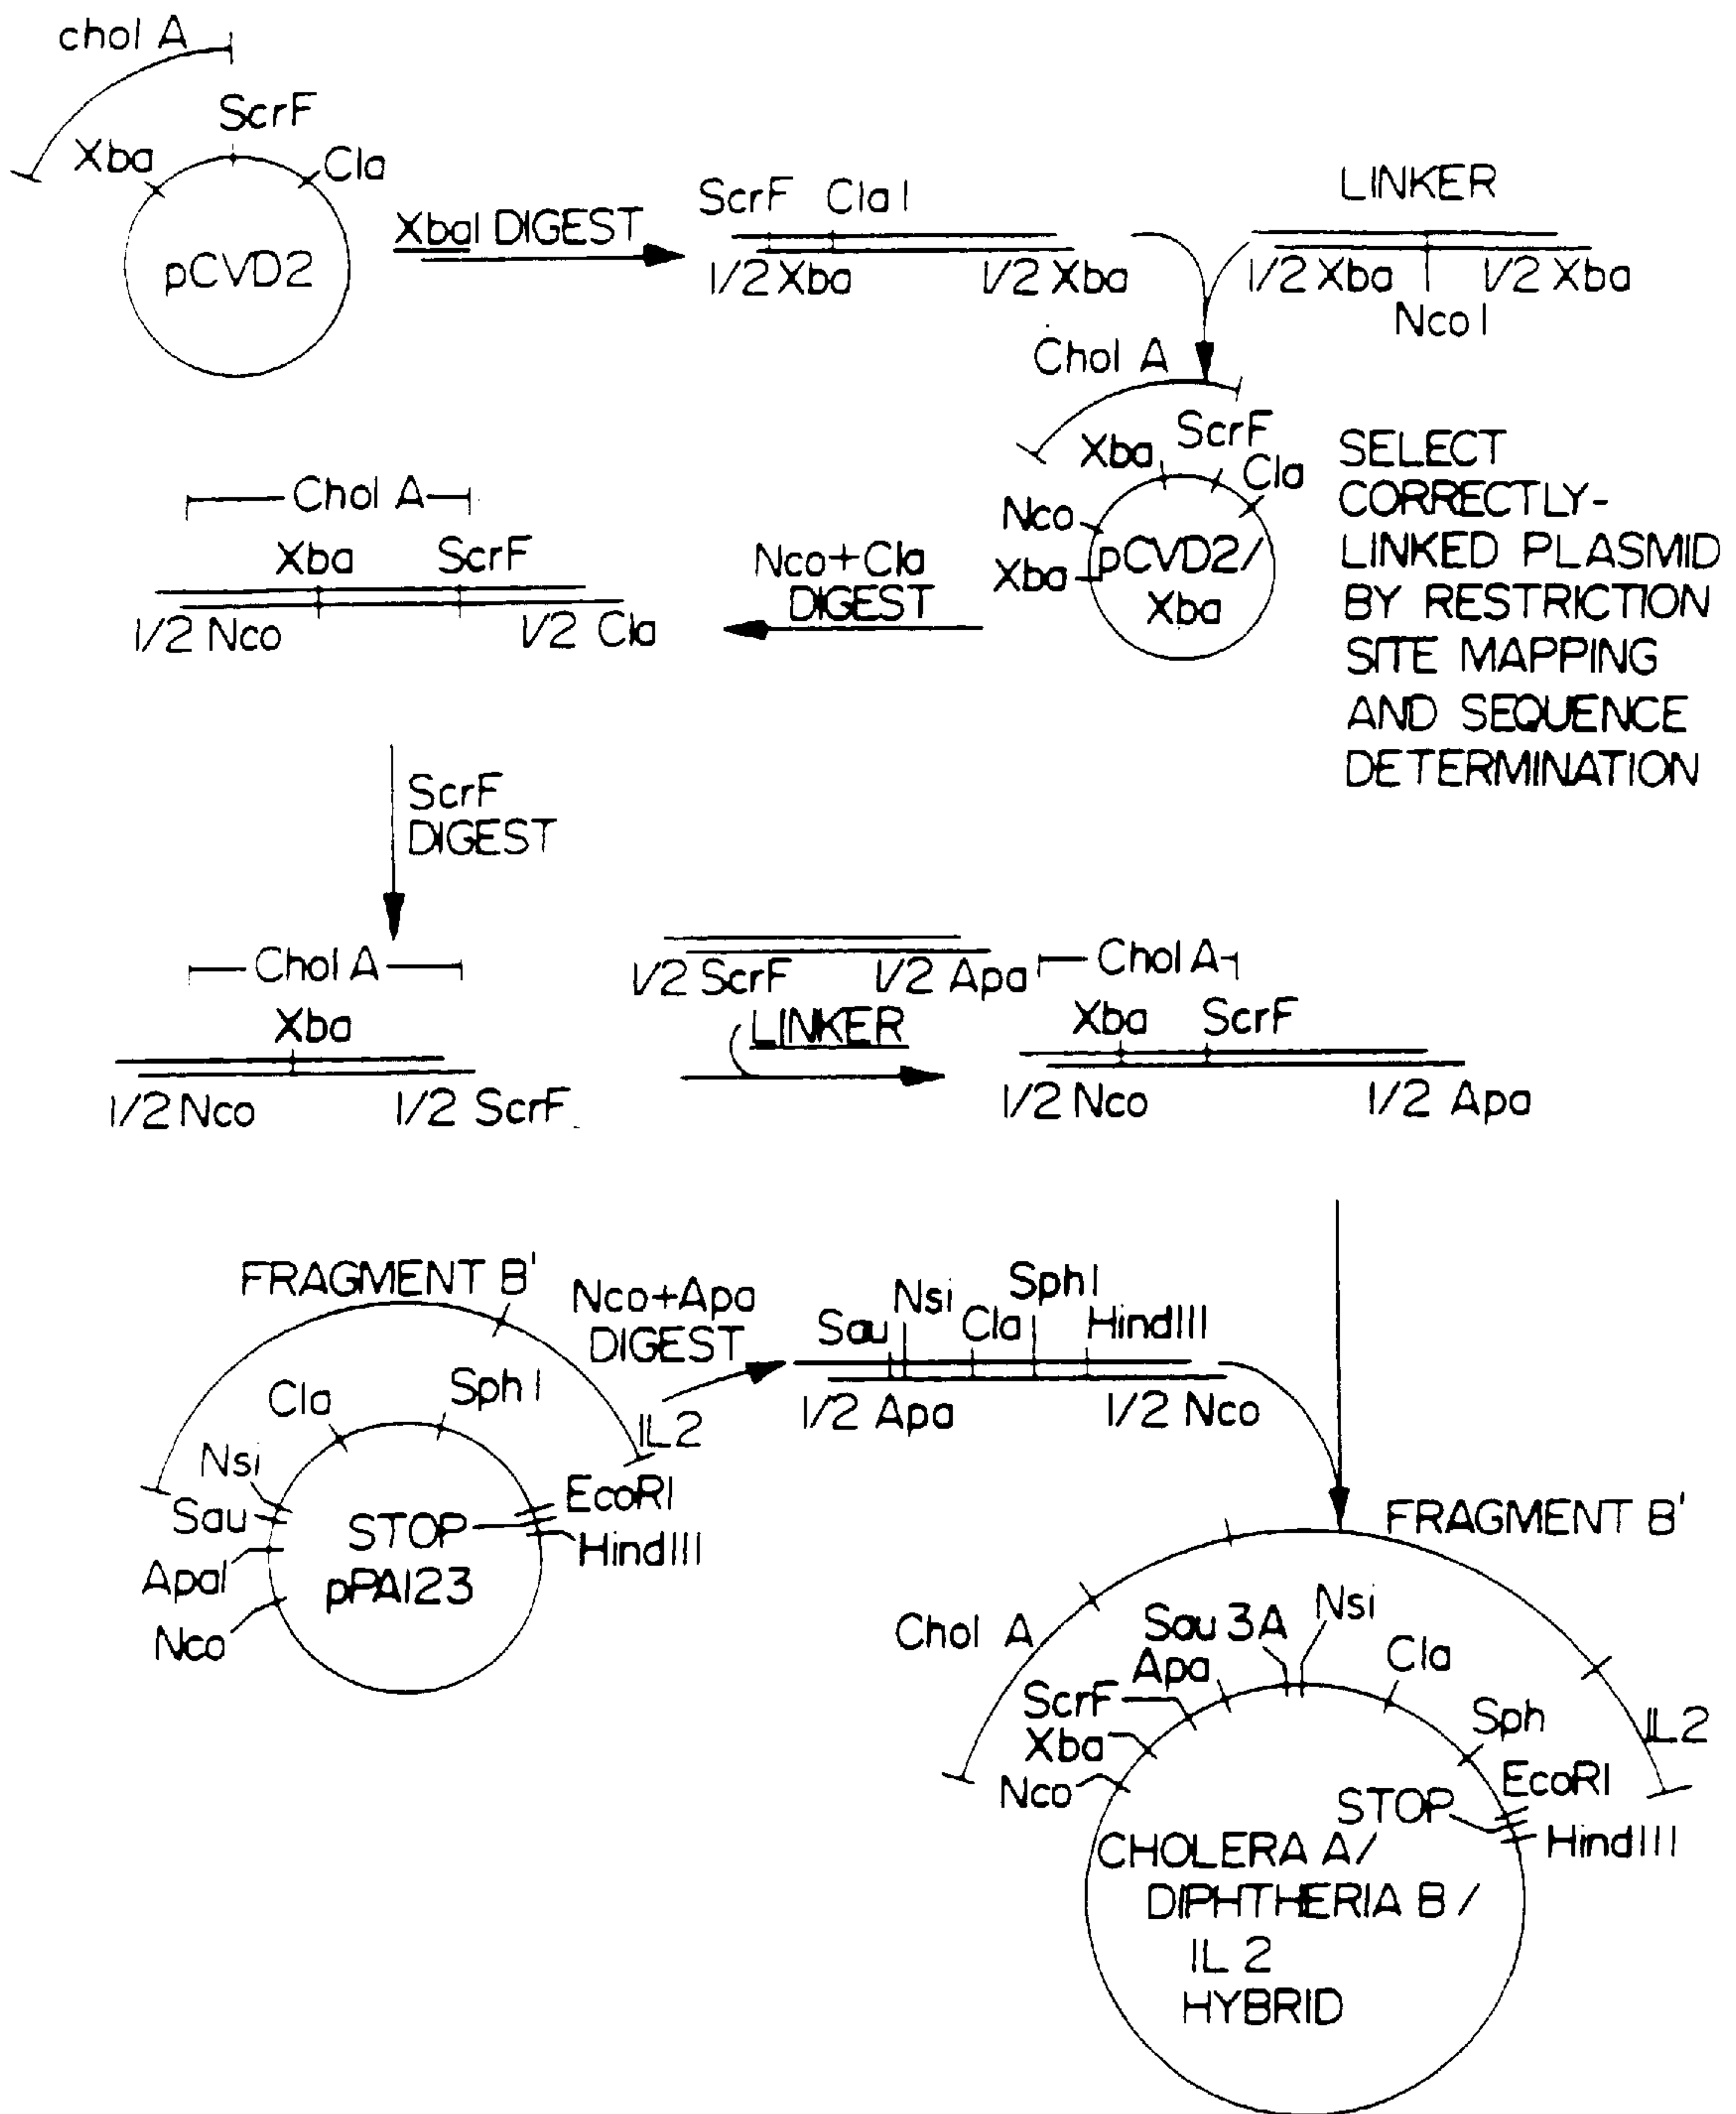 chol A
ScrF
Xba
Cla
pCVD2
XbaI DIGEST
ScrF ClaI
1/2 Xba 1/2 Xba
LINKER
1/2 Xba 1/2 Xba
NcoI
Chol A
Xba
ScrF
Cla
Nco
Xba
pCVD2/
Xba
SELECT
CORRECTLY-
LINKED PLASMID
BY RESTRICTION
SITE MAPPING
AND SEQUENCE
DETERMINATION
Nco+Cla
DIGEST
Chol A
Xba ScrF
1/2 Nco 1/2 Cla
ScrF
DIGEST
Chol A
Xba
1/2 Nco 1/2 ScrF
1/2 ScrF 1/2 Apa
LINKER
Chol A
Xba ScrF
1/2 Nco 1/2 Apa
FRAGMENT B'
IL2
Cla
SphI
Nsi
Sau
ApaI
Nco
STOP
EcoRI
HindIII
pPA123
Nco+Apa
DIGEST
Sau Nsi Cla SphI HindIII
1/2 Apa 1/2 Nco
FRAGMENT B'
Chol A
IL2
Sau 3A
Nsi
Apa
Cla
ScrF
Xba
Nco
Sph
EcoRI
STOP
HindIII
CHOLERA A/
DIPHTHERIA B/
IL 2
HYBRID